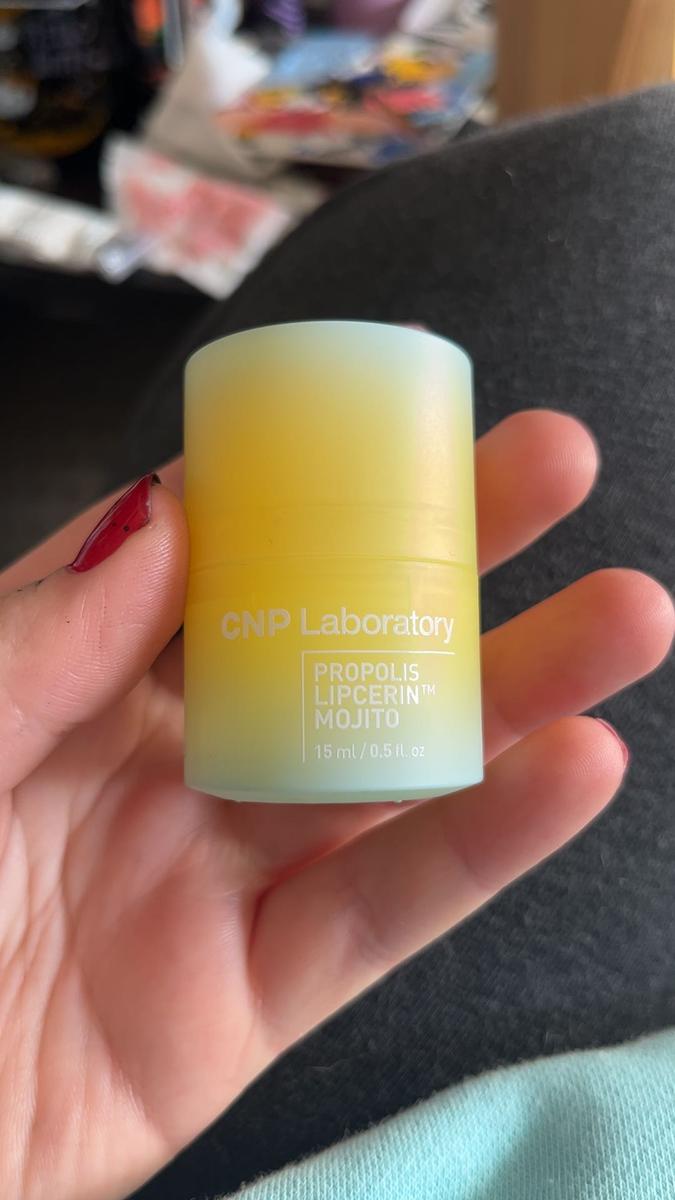 CNP Laboratory
PROPOLIS
LIPCERIN™
MOJITO
15 ml / 0.5 fl. oz